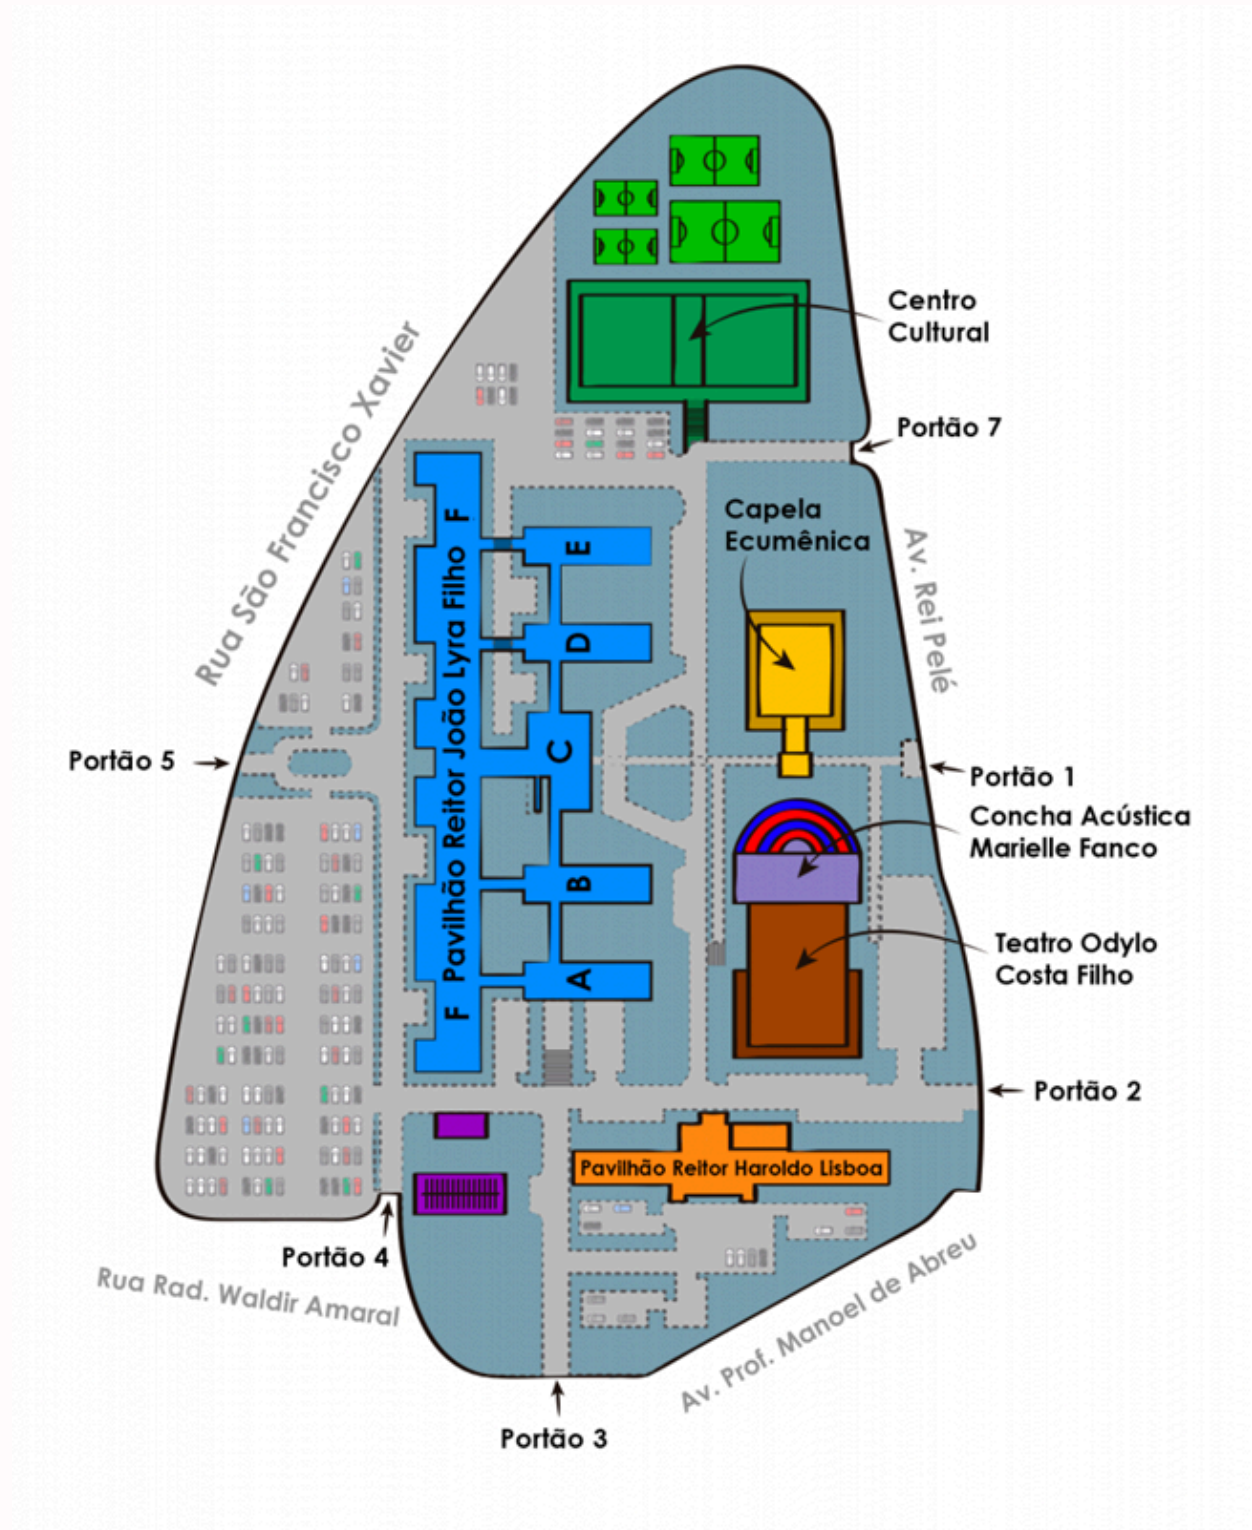 Centro
Cultural
Portão 7
Rua São Francisco Xavier
Capela
Ecumênica
Av. Rei Pelé
F
E
Pavilhão Reitor João Lyra Filho
D
C
B
A
F
Portão 5
Portão 1
Concha Acústica
Marielle Fanco
Teatro Odylo
Costa Filho
Portão 2
Pavilhão Reitor Haroldo Lisboa
Portão 4
Rua Rad. Waldir Amaral
Av. Prof. Manoel de Abreu
Portão 3